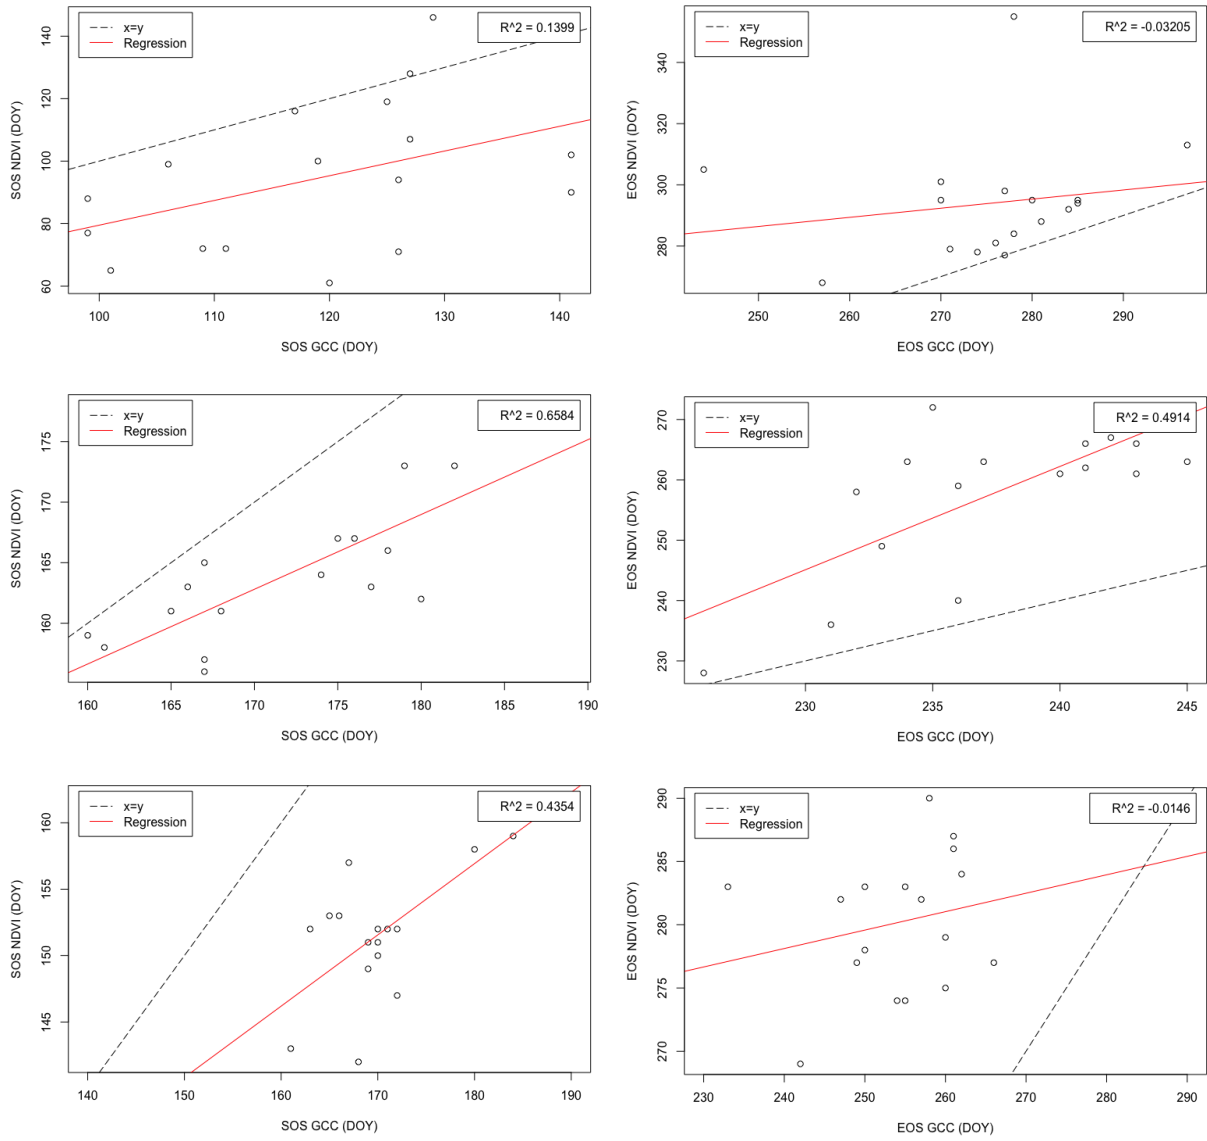 x=y
Regression
R^2 = 0.1399
SOS NDVI (DOY)
140
120
100
80
60
100 110 120 130 140
SOS GCC (DOY)
x=y
Regression
R^2 = -0.03205
EOS NDVI (DOY)
340
320
300
280
250 260 270 280 290
EOS GCC (DOY)
x=y
Regression
R^2 = 0.6584
SOS NDVI (DOY)
175
170
165
160
160 165 170 175 180 185 190
SOS GCC (DOY)
x=y
Regression
R^2 = 0.4914
EOS NDVI (DOY)
270
260
250
240
230
230 235 240 245
EOS GCC (DOY)
x=y
Regression
R^2 = 0.4354
SOS NDVI (DOY)
160
155
150
145
140 150 160 170 180 190
SOS GCC (DOY)
x=y
Regression
R^2 = -0.0146
EOS NDVI (DOY)
290
285
280
275
270
230 240 250 260 270 280 290
EOS GCC (DOY)